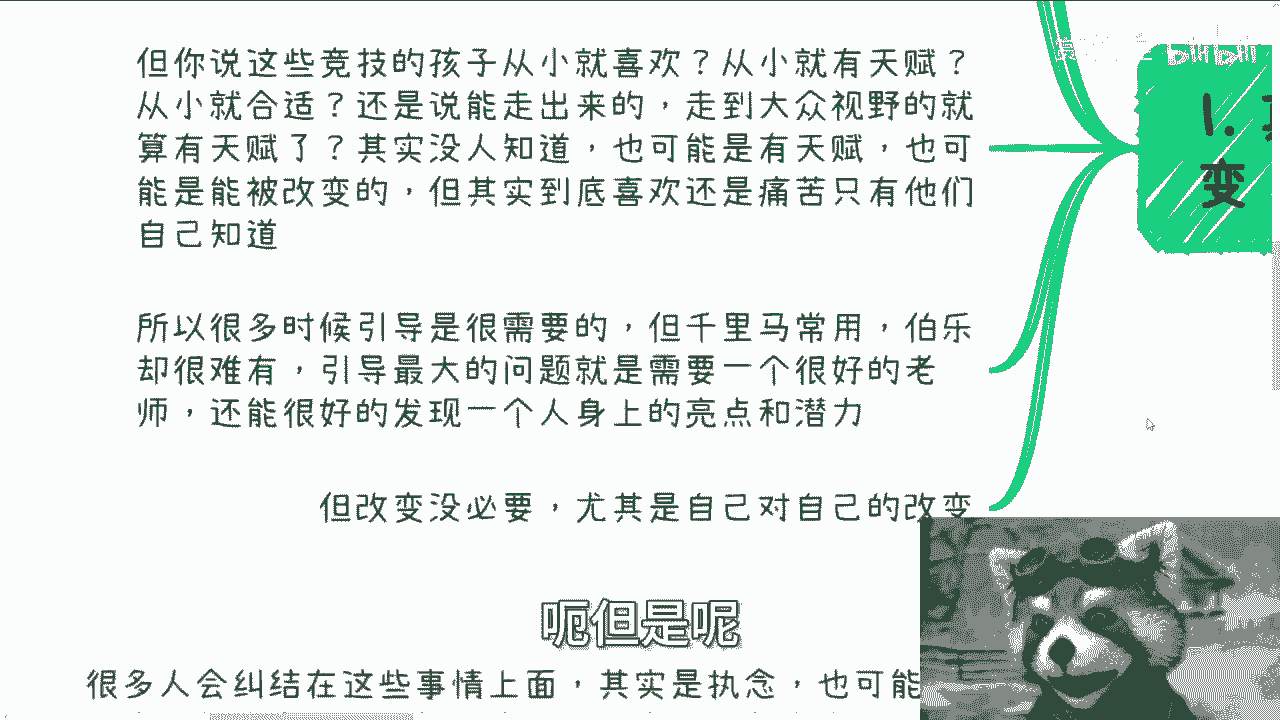 但你说这些竞技的孩子从小就喜欢？从小就有天赋？
从小就合适？还是说能走出来的，走到大众视野的就
算有天赋了？其实没人知道，也可能是有天赋，也可
能是能被改变的，但其实到底喜欢还是痛苦只有他们
自己知道
所以很多时候引导是很需要的，但千里马常用，伯乐
却很难有，引导最大的问题就是需要一个很好的老
师，还能很好的发现一个人身上的亮点和潜力
但改变没必要，尤其是自己对自己的改变
1.
变
bilibili
呃但是呢
很多人会纠结在这些事情上面，其实是执念，也可能